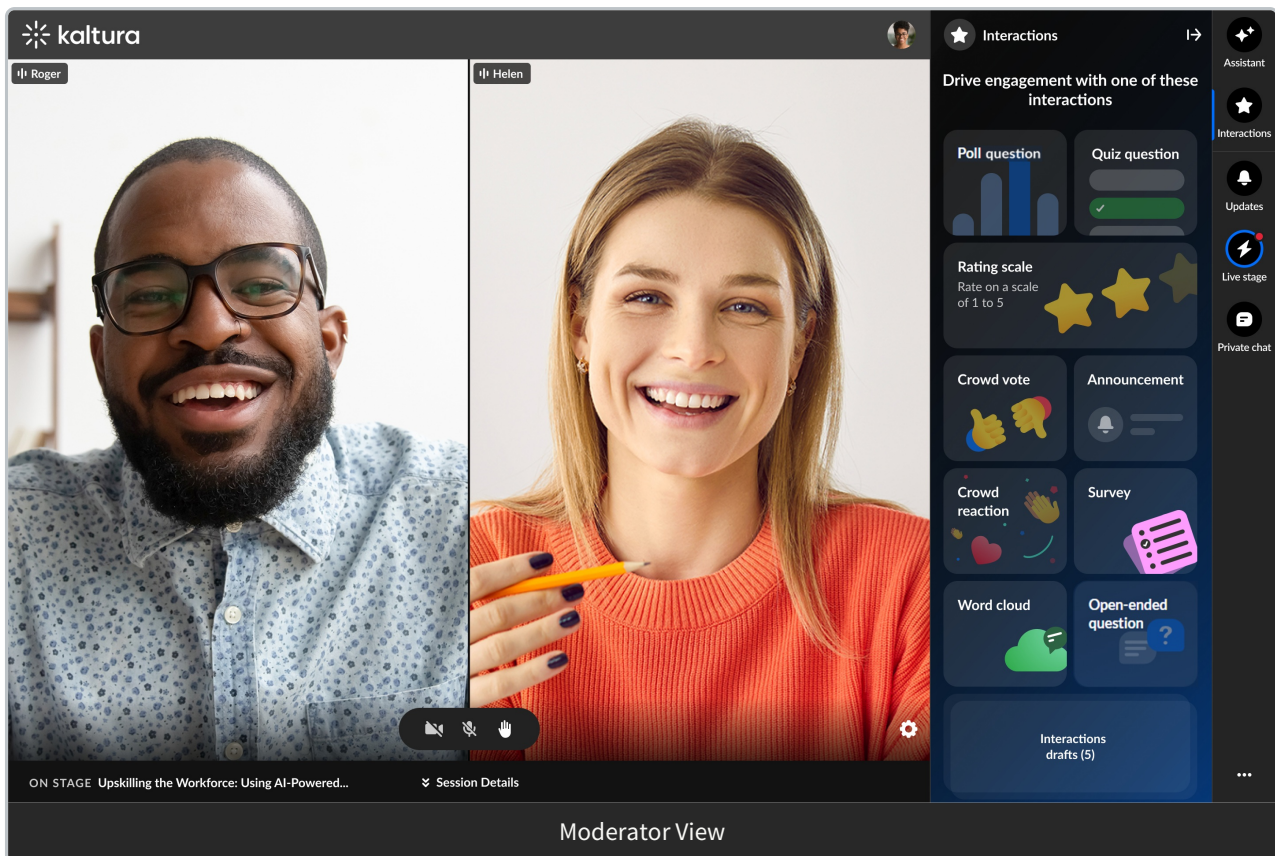 kaltura
Roger
Helen
Interactions
Drive engagement with one of these
interactions
Poll question
Quiz question
Rating scale
Rate on a scale
of 1 to 5
Crowd vote
Announcement
Crowd
reaction
Survey
Word cloud
Open-ended
question
?
Interactions
drafts (5)
Assistant
Interactions
Updates
Live stage
Private chat
ON STAGE Upskilling the Workforce: Using AI-Powered...
Session Details
Moderator View